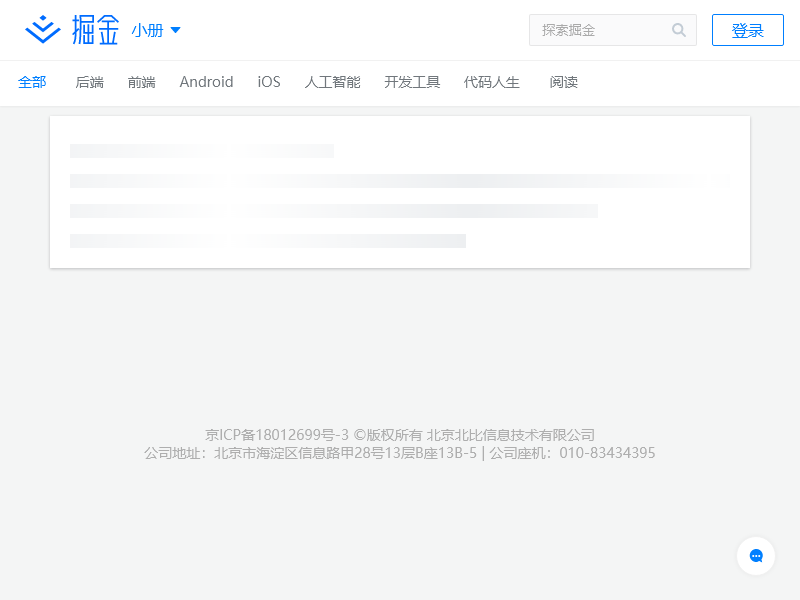 掘金 小册 探索掘金 登录
全部 后端 前端 Android iOS 人工智能 开发工具 代码人生 阅读
京ICP备18012699号-3 ©版权所有 北京北比信息技术有限公司
公司地址：北京市海淀区信息路甲28号13层B座13B-5 | 公司座机：010-83434395